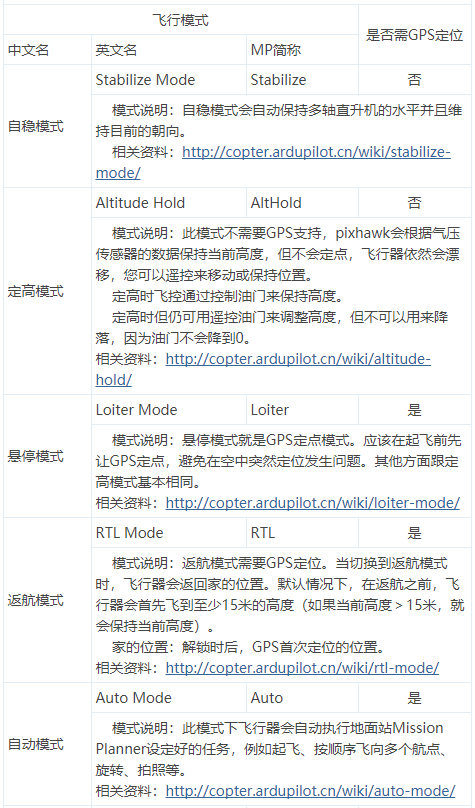 飞行模式
是否需GPS定位
中文名 英文名 MP简称
自稳模式
Stabilize Mode Stabilize 否
模式说明：自稳模式会自动保持多轴直升机的水平并且维
持目前的朝向。
相关资料：http://copter.ardupilot.cn/wiki/stabilize-
mode/
定高模式
Altitude Hold AltHold 否
模式说明：此模式不需要GPS支持，pixhawk会根据气压
传感器的数据保持当前高度，但不会定点，飞行器依然会漂
移，您可以遥控来移动或保持位置。
定高时飞控通过控制油门来保持高度。
定高时但仍可用遥控油门来调整高度，但不可以用来降
落，因为油门不会降到0。
相关资料：http://copter.ardupilot.cn/wiki/altitude-
hold/
悬停模式
Loiter Mode Loiter 是
模式说明：悬停模式就是GPS定点模式。应该在起飞前先
让GPS定点，避免在空中突然定位发生问题。其他方面跟定
高模式基本相同。
相关资料：http://copter.ardupilot.cn/wiki/loiter-mode/
返航模式
RTL Mode RTL 是
模式说明：返航模式需要GPS定位。当切换到返航模式
时，飞行器会返回家的位置。默认情况下，在返航之前，飞
行器会首先飞到至少15米的高度（如果当前高度＞15米，就
会保持当前高度）。
家的位置：解锁时后，GPS首次定位的位置。
相关资料：http://copter.ardupilot.cn/wiki/rtl-mode/
自动模式
Auto Mode Auto 是
模式说明：此模式下飞行器会自动执行地面站Mission
Planner设定好的任务，例如起飞、按顺序飞向多个航点、
旋转、拍照等。
相关资料：http://copter.ardupilot.cn/wiki/auto-mode/